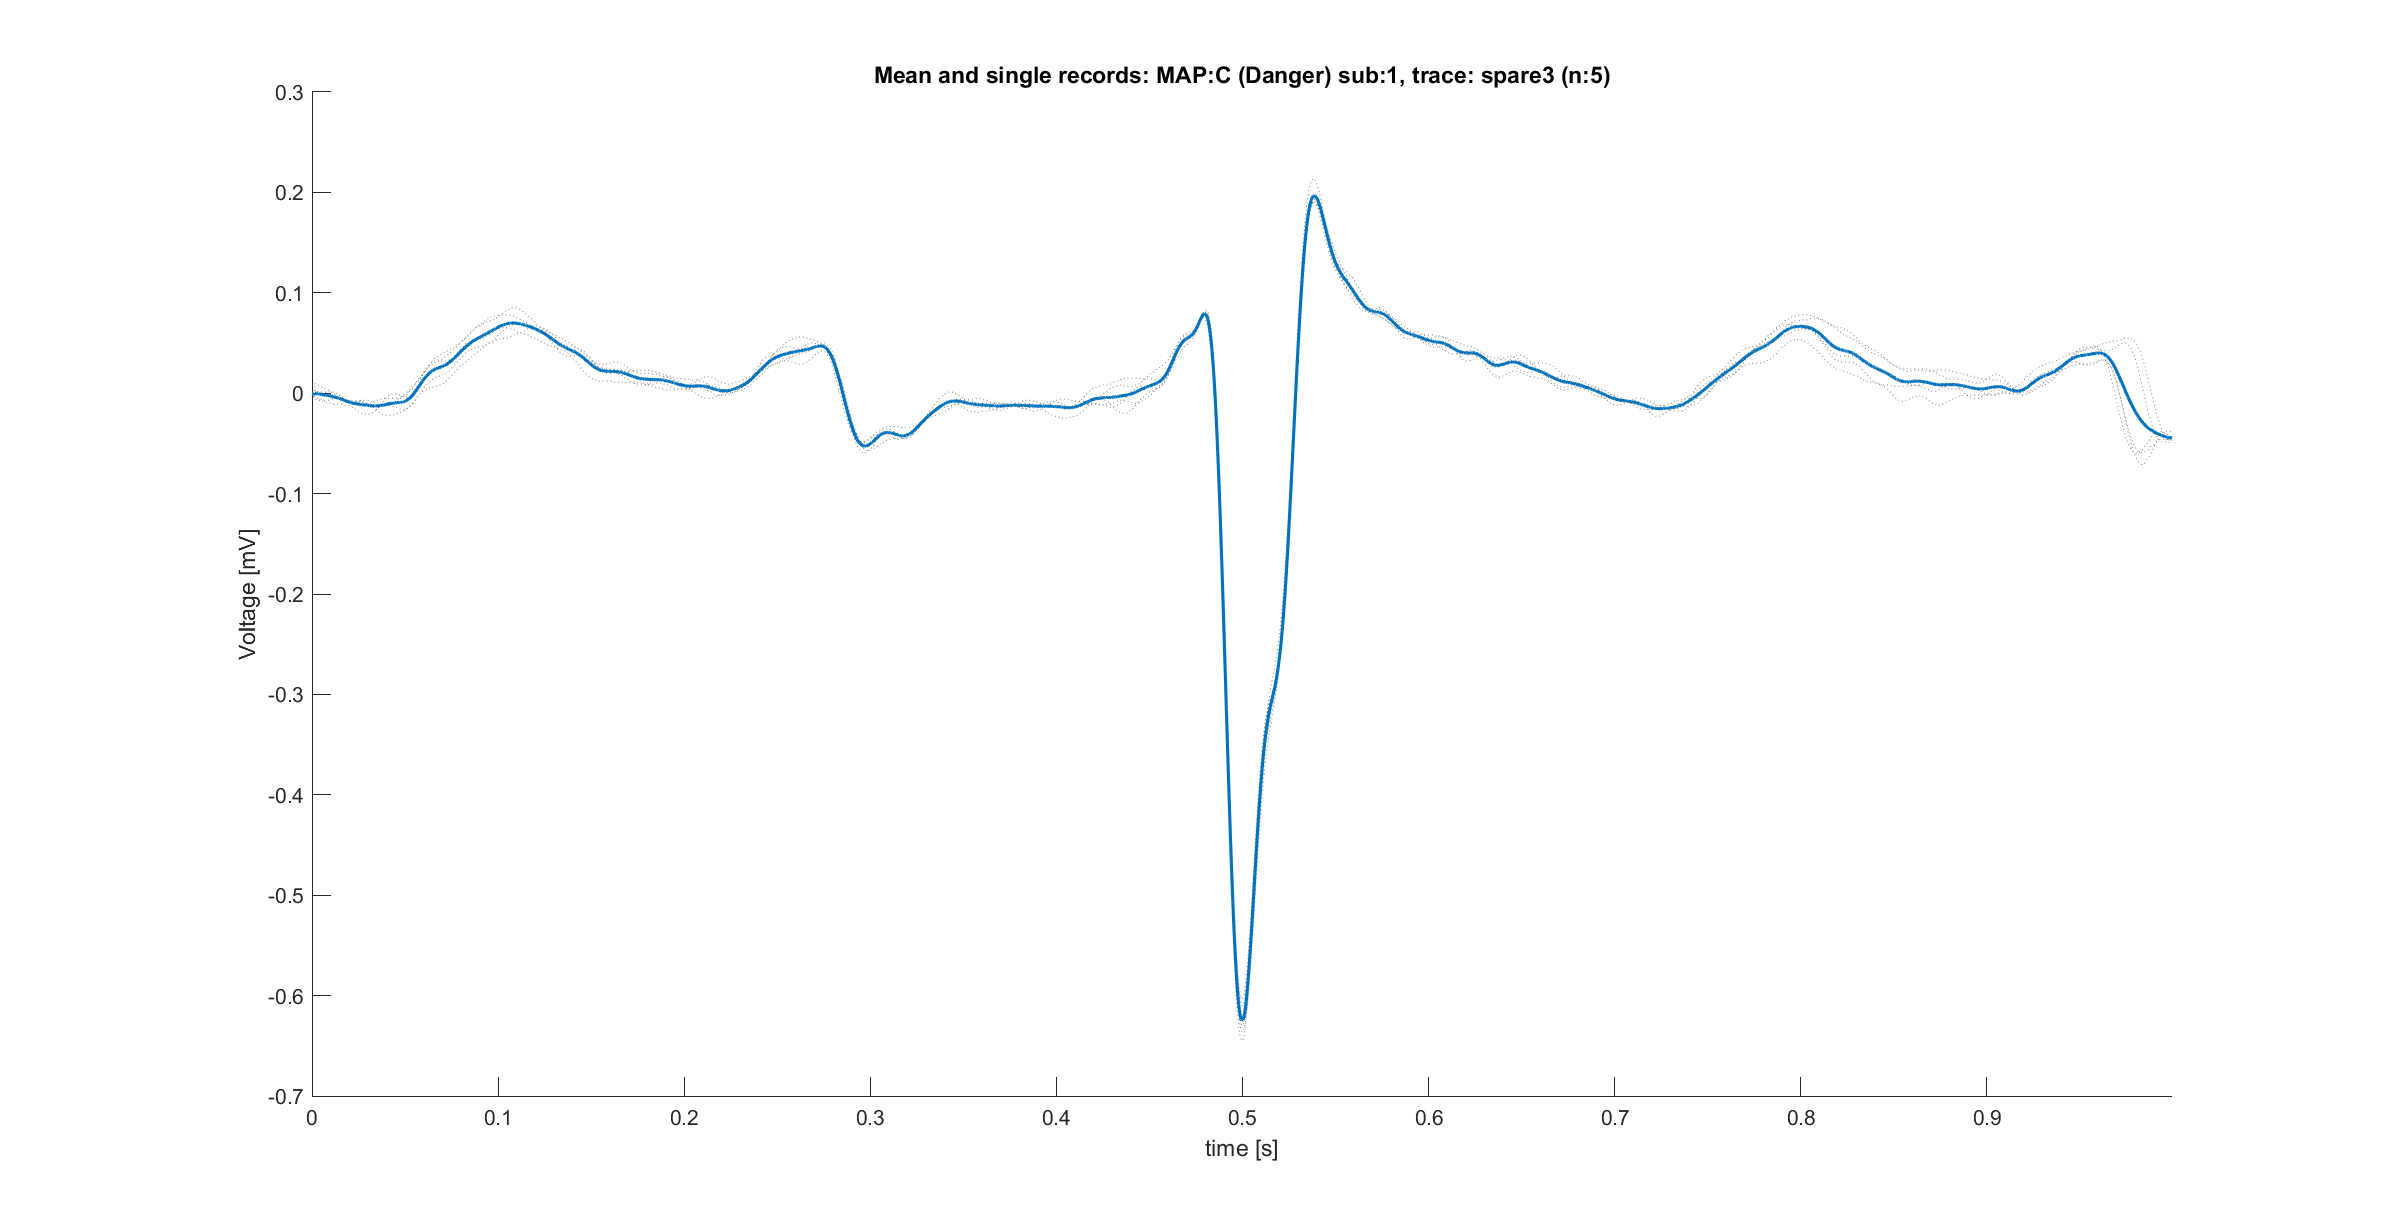 Mean and single records: MAP:C (Danger) sub:1, trace: spare3 (n:5)
0.3
0.2
0.1
0
-0.1
-0.2
-0.3
-0.4
-0.5
-0.6
-0.7
Voltage [mV]
0 0.1 0.2 0.3 0.4 0.5 0.6 0.7 0.8 0.9
time [s]